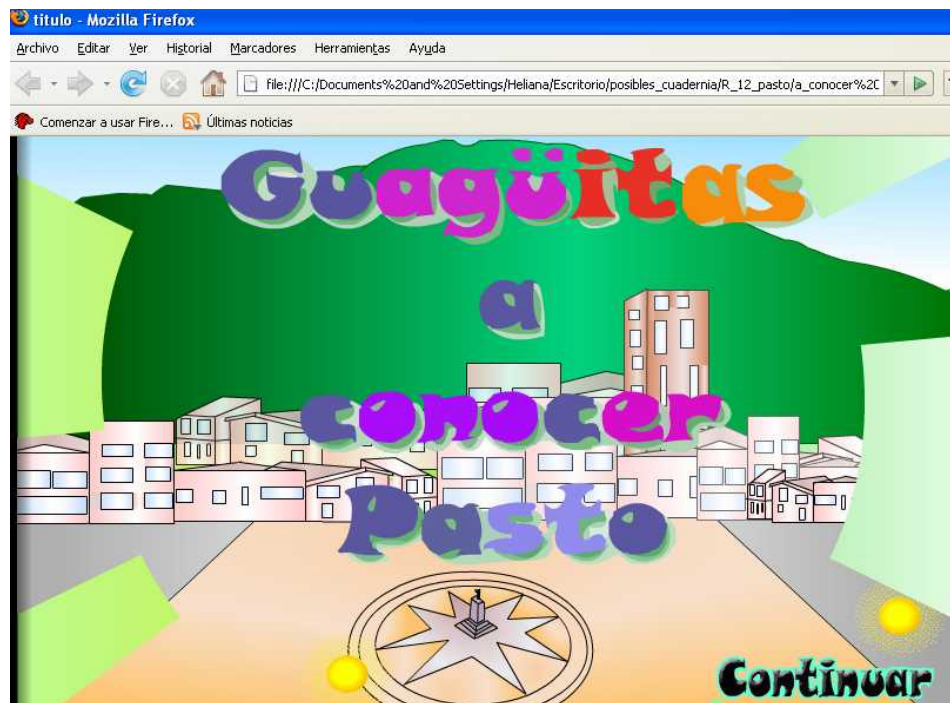 titulo - Mozilla Firefox
Archivo Editar Ver Historial Marcadores Herramientas Ayuda
file:///C:/Documents%20and%20Settings/Heliana/Escritorio/posibles_cuadernia/R_12_pasto/a_conocer%2C
Comenzar a usar Fire... Últimas noticias
Guagüitas
a
conocer
Pasto
Continuar